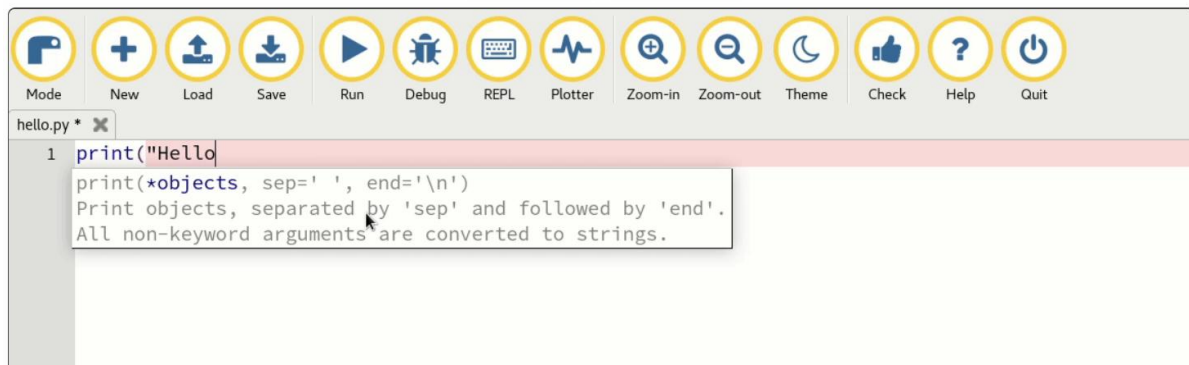 Mode New Load Save Run Debug REPL Plotter Zoom-in Zoom-out Theme Check Help Quit
hello.py *
1 print("Hello
print(*objects, sep=' ', end='\n')
Print objects, separated by 'sep' and followed by 'end'.
All non-keyword arguments are converted to strings.